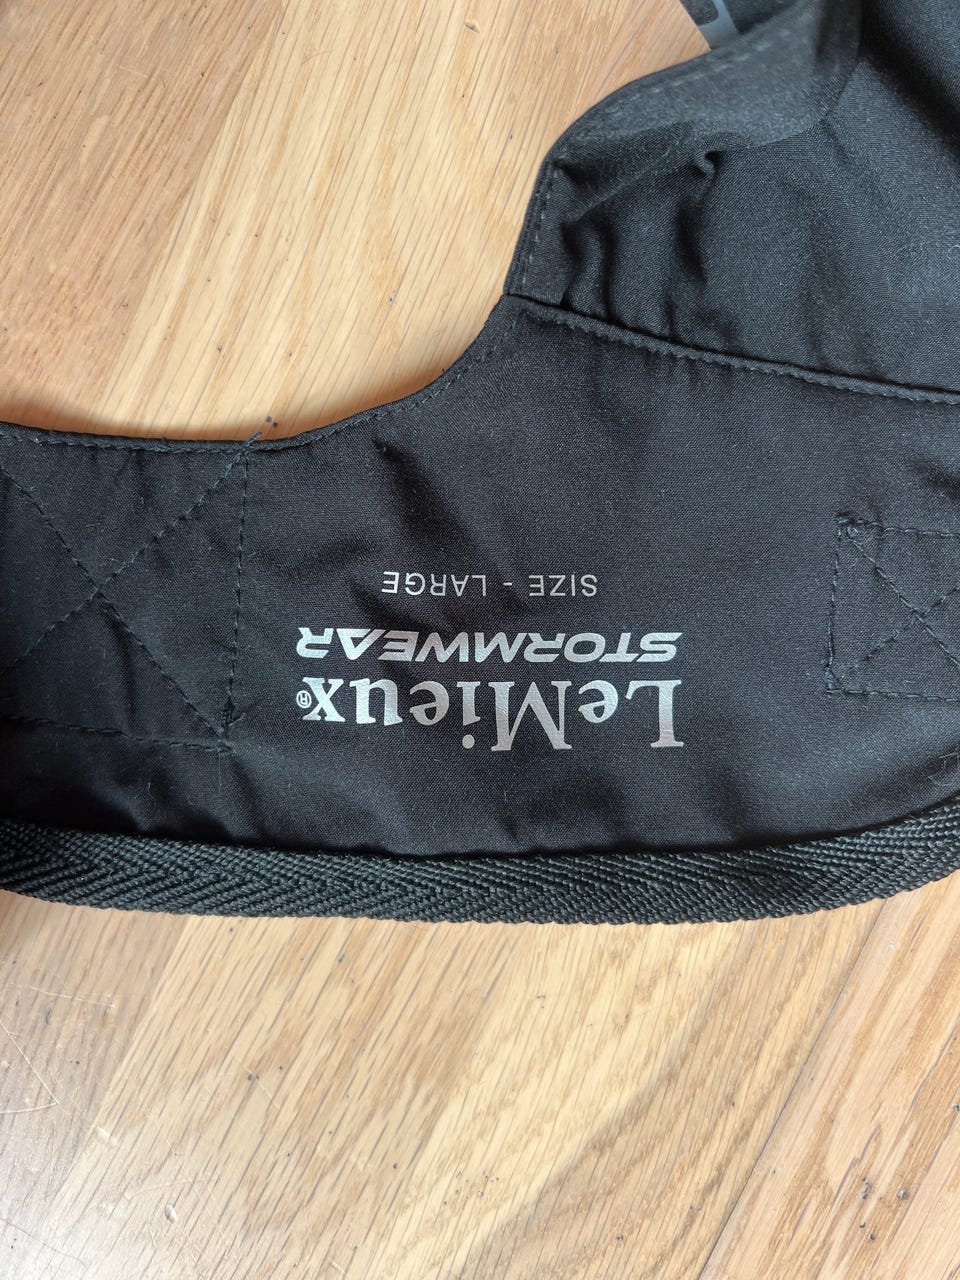 LeMieux®
STORMWEAR
SIZE - LARGE